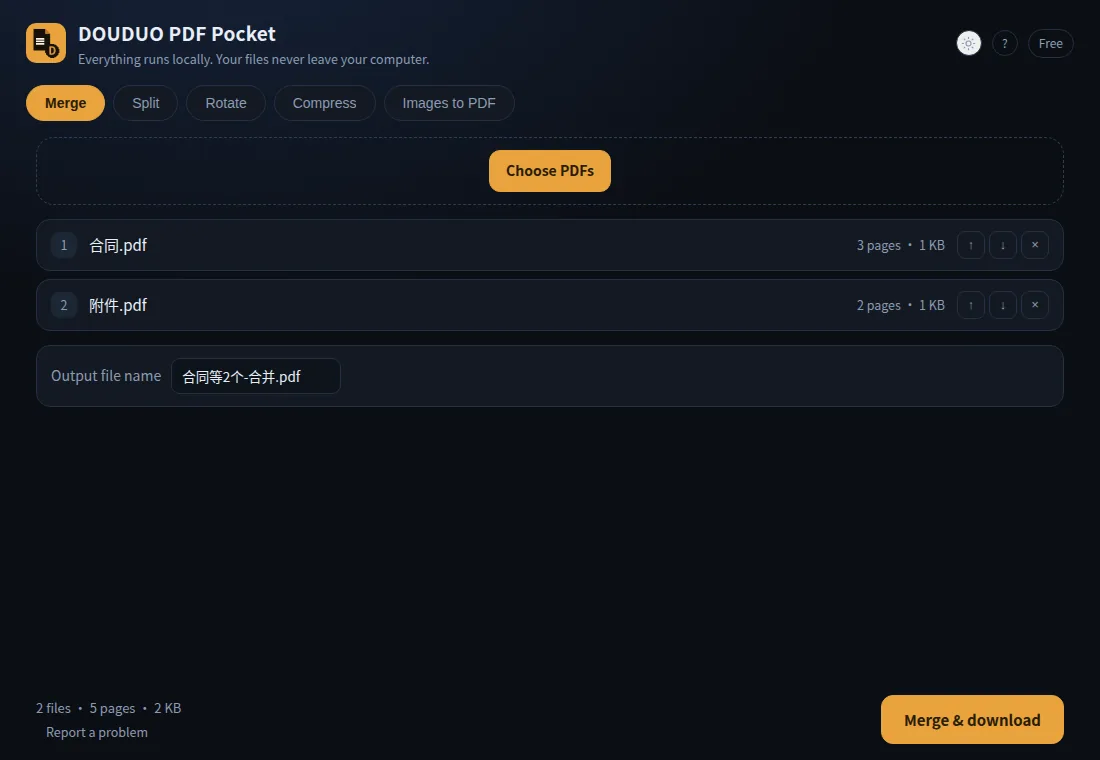 DOUDUO PDF Pocket
Everything runs locally. Your files never leave your computer.
? Free
Merge Split Rotate Compress Images to PDF
Choose PDFs
1 合同.pdf 3 pages • 1 KB ↑ ↓ ×
2 附件.pdf 2 pages • 1 KB ↑ ↓ ×
Output file name 合同等2个-合并.pdf
2 files • 5 pages • 2 KB
Report a problem
Merge & download